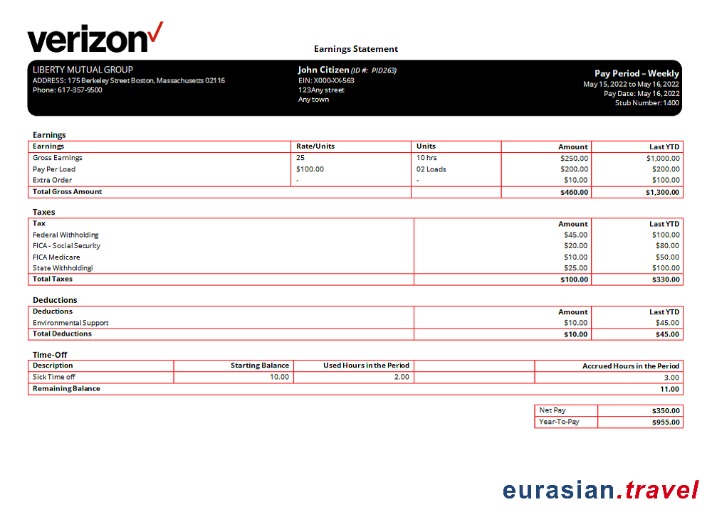 verizon✓
Earnings Statement
LIBERTY MUTUAL GROUP
ADDRESS: 175 Berkeley Street Boston, Massachusetts 02116
Phone: 617-357-9500
John Citizen (ID #: PID263)
EIN: X000-XX-563
123Any street
Any town
Pay Period – Weekly
May 15, 2022 to May 16, 2022
Pay Date: May 16, 2022
Stub Number: 1400
Earnings
Earnings Rate/Units Units Amount Last YTD
Gross Earnings 25 10 hrs $250.00 $1,000.00
Pay Per Load $100.00 02 Loads $200.00 $200.00
Extra Order - - $10.00 $100.00
Total Gross Amount $460.00 $1,300.00
Taxes
Tax Amount Last YTD
Federal Withholding $45.00 $100.00
FICA - Social Security $20.00 $80.00
FICA Medicare $10.00 $50.00
State Withholdingi $25.00 $100.00
Total Taxes $100.00 $330.00
Deductions
Deductions Amount Last YTD
Environmental Support $10.00 $45.00
Total Deductions $10.00 $45.00
Time-Off
Description Starting Balance Used Hours in the Period Accrued Hours in the Period
Sick Time off 10.00 2.00 3.00
Remaining Balance 11.00
Net Pay $350.00
Year-To-Pay $955.00
eurasian.travel